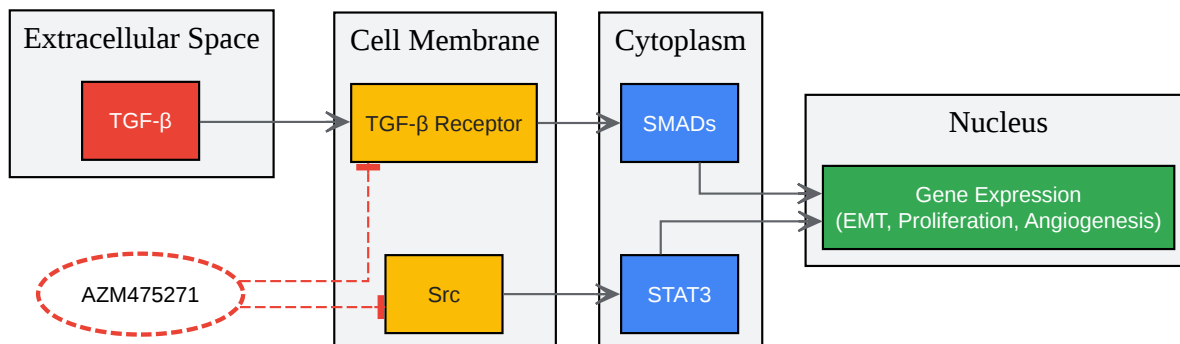 Extracellular Space
Cell Membrane
Cytoplasm
Nucleus
TGF-β
TGF-β Receptor
SMADs
Gene Expression
(EMT, Proliferation, Angiogenesis)
AZM475271
Src
STAT3